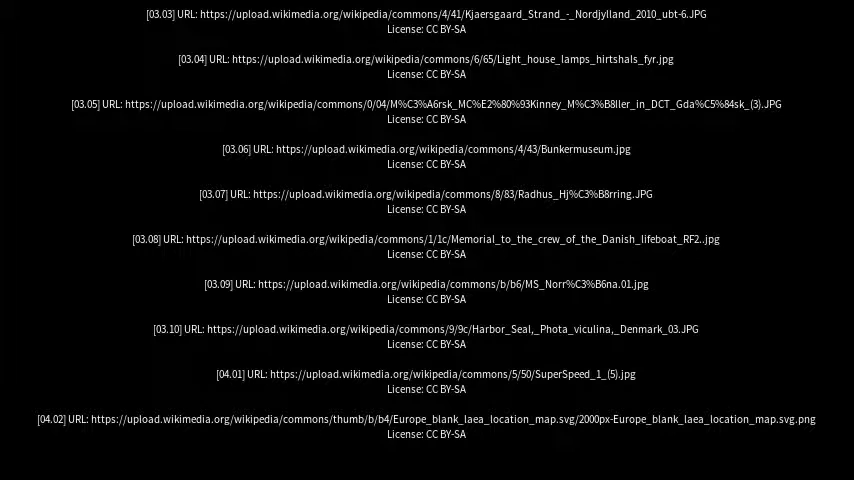 [03.03] URL: https://upload.wikimedia.org/wikipedia/commons/4/41/Kjaersgaard_Strand_-_Nordjylland_2010_ubt-6.JPG
License: CC BY-SA
[03.04] URL: https://upload.wikimedia.org/wikipedia/commons/6/65/Light_house_lamps_hirtshals_fyr.jpg
License: CC BY-SA
[03.05] URL: https://upload.wikimedia.org/wikipedia/commons/0/04/M%C3%A6rsk_MC%E2%80%93Kinney_M%C3%B8ller_in_DCT_Gda%C5%84sk_(3).JPG
License: CC BY-SA
[03.06] URL: https://upload.wikimedia.org/wikipedia/commons/4/43/Bunkermuseum.jpg
License: CC BY-SA
[03.07] URL: https://upload.wikimedia.org/wikipedia/commons/8/83/Radhus_Hj%C3%B8rring.JPG
License: CC BY-SA
[03.08] URL: https://upload.wikimedia.org/wikipedia/commons/1/1c/Memorial_to_the_crew_of_the_Danish_lifeboat_RF2..jpg
License: CC BY-SA
[03.09] URL: https://upload.wikimedia.org/wikipedia/commons/b/b6/MS_Norr%C3%B6na.01.jpg
License: CC BY-SA
[03.10] URL: https://upload.wikimedia.org/wikipedia/commons/9/9c/Harbor_Seal,_Phota_viculina,_Denmark_03.JPG
License: CC BY-SA
[04.01] URL: https://upload.wikimedia.org/wikipedia/commons/5/50/SuperSpeed_1_(5).jpg
License: CC BY-SA
[04.02] URL: https://upload.wikimedia.org/wikipedia/commons/thumb/b/b4/Europe_blank_laea_location_map.svg/2000px-Europe_blank_laea_location_map.svg.png
License: CC BY-SA